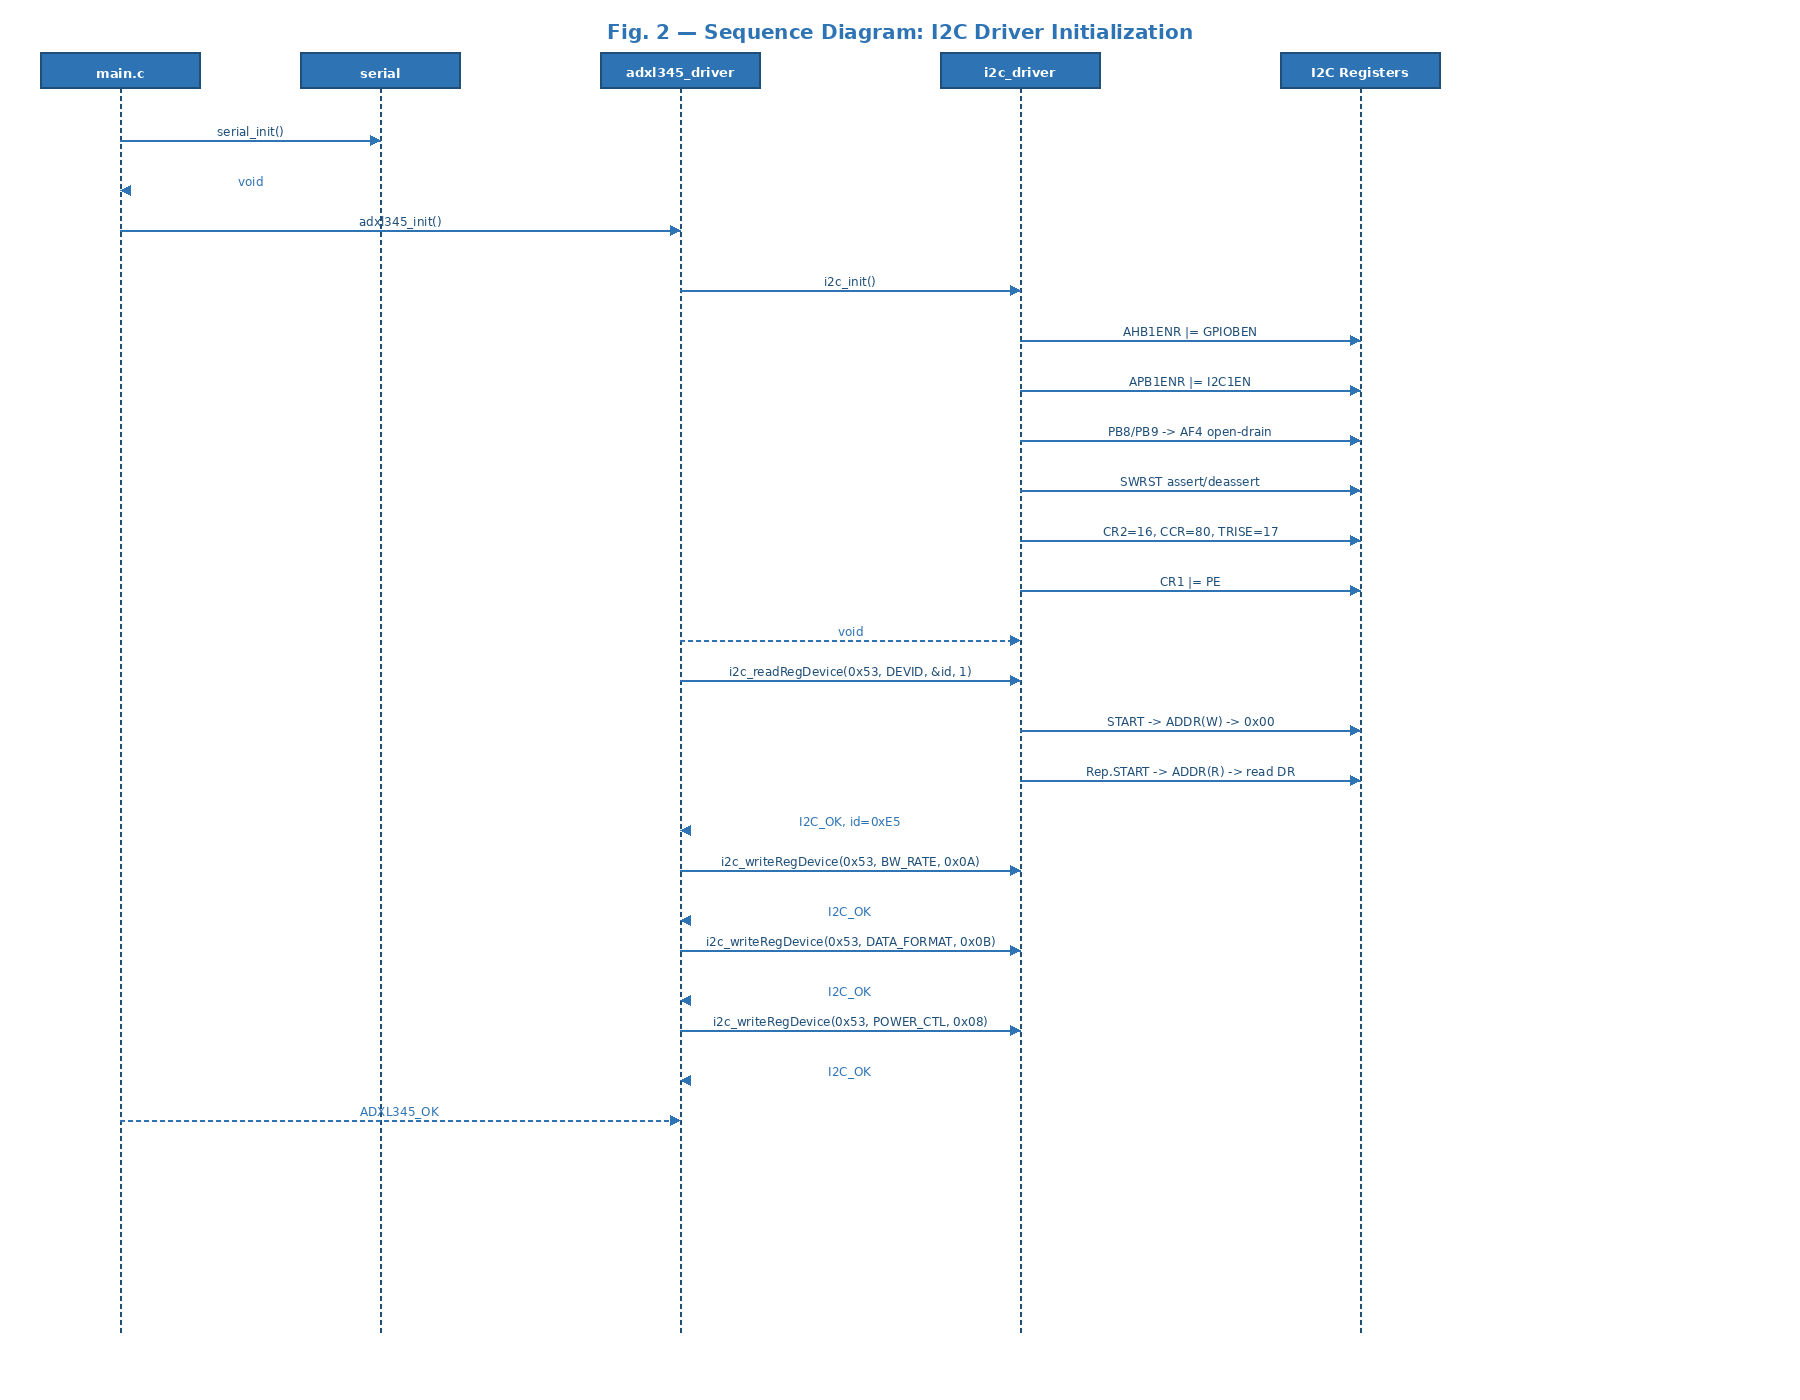 Fig. 2 — Sequence Diagram: I2C Driver Initialization
main.c
serial
adxl345_driver
i2c_driver
I2C Registers
serial_init()
void
adxl345_init()
i2c_init()
AHB1ENR |= GPIOBEN
APB1ENR |= I2C1EN
PB8/PB9 -> AF4 open-drain
SWRST assert/deassert
CR2=16, CCR=80, TRISE=17
CR1 |= PE
void
i2c_readRegDevice(0x53, DEVID, &id, 1)
START -> ADDR(W) -> 0x00
Rep.START -> ADDR(R) -> read DR
I2C_OK, id=0xE5
i2c_writeRegDevice(0x53, BW_RATE, 0x0A)
I2C_OK
i2c_writeRegDevice(0x53, DATA_FORMAT, 0x0B)
I2C_OK
i2c_writeRegDevice(0x53, POWER_CTL, 0x08)
I2C_OK
ADXL345_OK